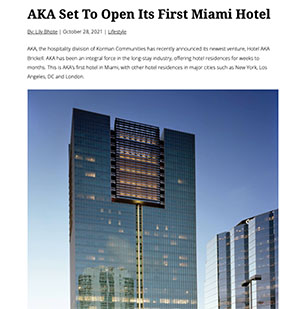 AKA Set To Open Its First Miami Hotel
By: Lily Bhote | October 28, 2021 | Lifestyle
AKA, the hospitality division of Korman Communities has recently announced its newest venture, Hotel AKA
Brickell. AKA has been an integral force in the long-stay industry, offering hotel residences for weeks to
months. This is AKA's first hotel in Miami, with other hotel residences in major cities such as New York, Los
Angeles, DC and London.